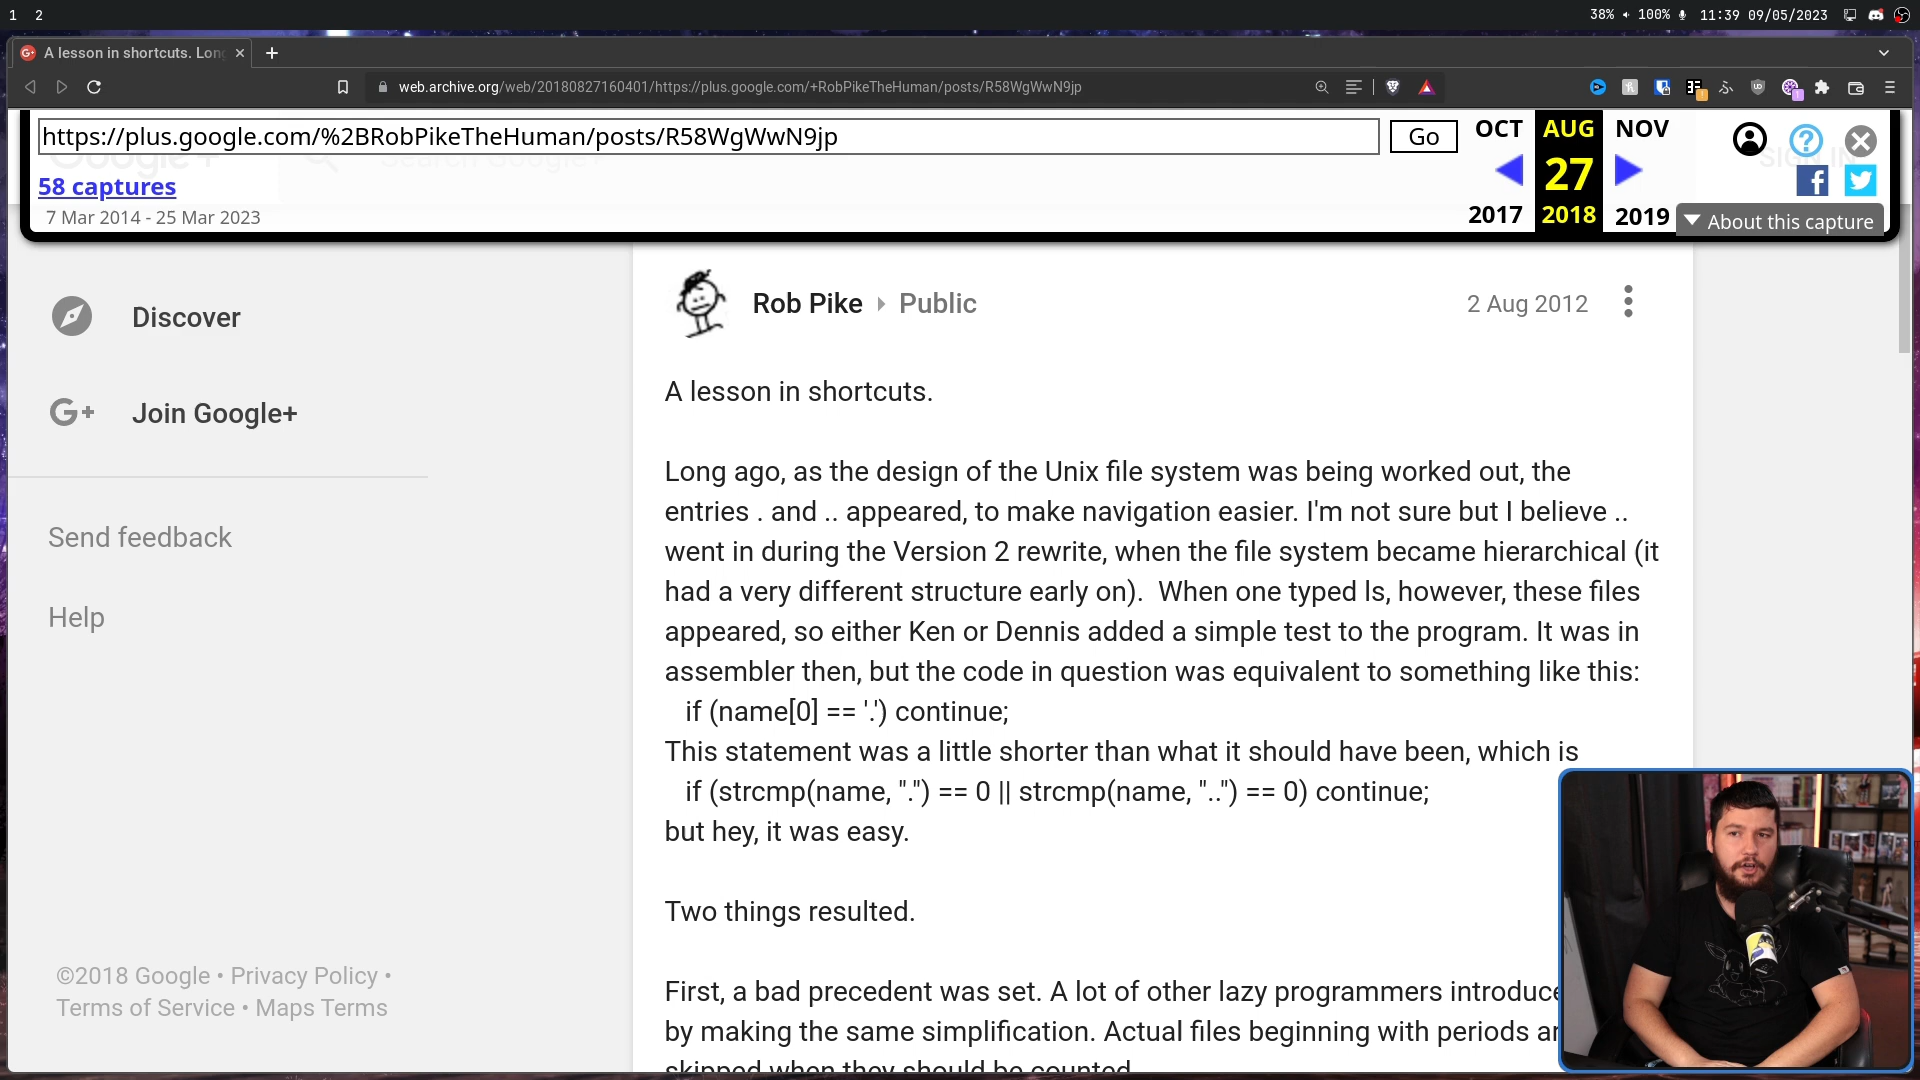 1 2
38% 100% 11:39 09/05/2023
A lesson in shortcuts. Lon
web.archive.org/web/20180827160401/https://plus.google.com/+RobPikeTheHuman/posts/R58WgWwN9jp
https://plus.google.com/%2BRobPikeTheHuman/posts/R58WgWwN9jp
Go
OCT AUG NOV
27
2017 2018 2019
58 captures
7 Mar 2014 - 25 Mar 2023
About this capture
Google+
Search Google+
SIGN IN
Discover
Join Google+
Send feedback
Help
©2018 Google • Privacy Policy •
Terms of Service • Maps Terms
Rob Pike Public
2 Aug 2012
A lesson in shortcuts.
Long ago, as the design of the Unix file system was being worked out, the
entries . and .. appeared, to make navigation easier. I'm not sure but I believe ..
went in during the Version 2 rewrite, when the file system became hierarchical (it
had a very different structure early on).  When one typed ls, however, these files
appeared, so either Ken or Dennis added a simple test to the program. It was in
assembler then, but the code in question was equivalent to something like this:
if (name[0] == '.') continue;
This statement was a little shorter than what it should have been, which is
if (strcmp(name, ".") == 0 || strcmp(name, "..") == 0) continue;
but hey, it was easy.
Two things resulted.
First, a bad precedent was set. A lot of other lazy programmers introduce
by making the same simplification. Actual files beginning with periods ar
skipped when they should be counted.